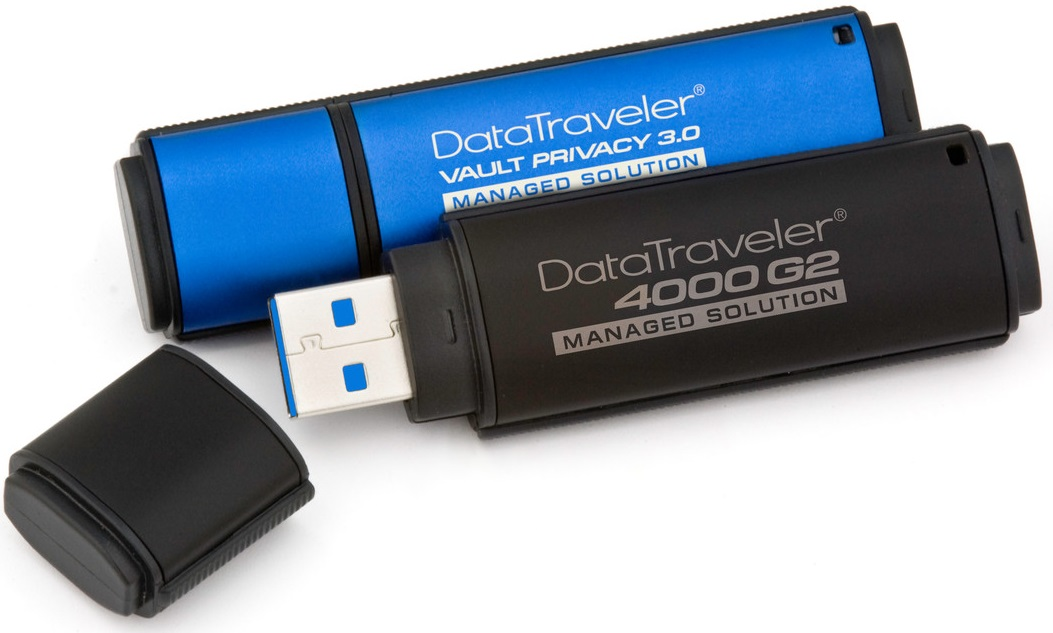 DataTraveler®
VAULT PRIVACY 3.0
MANAGED SOLUTION
DataTraveler®
4000 G2
MANAGED SOLUTION